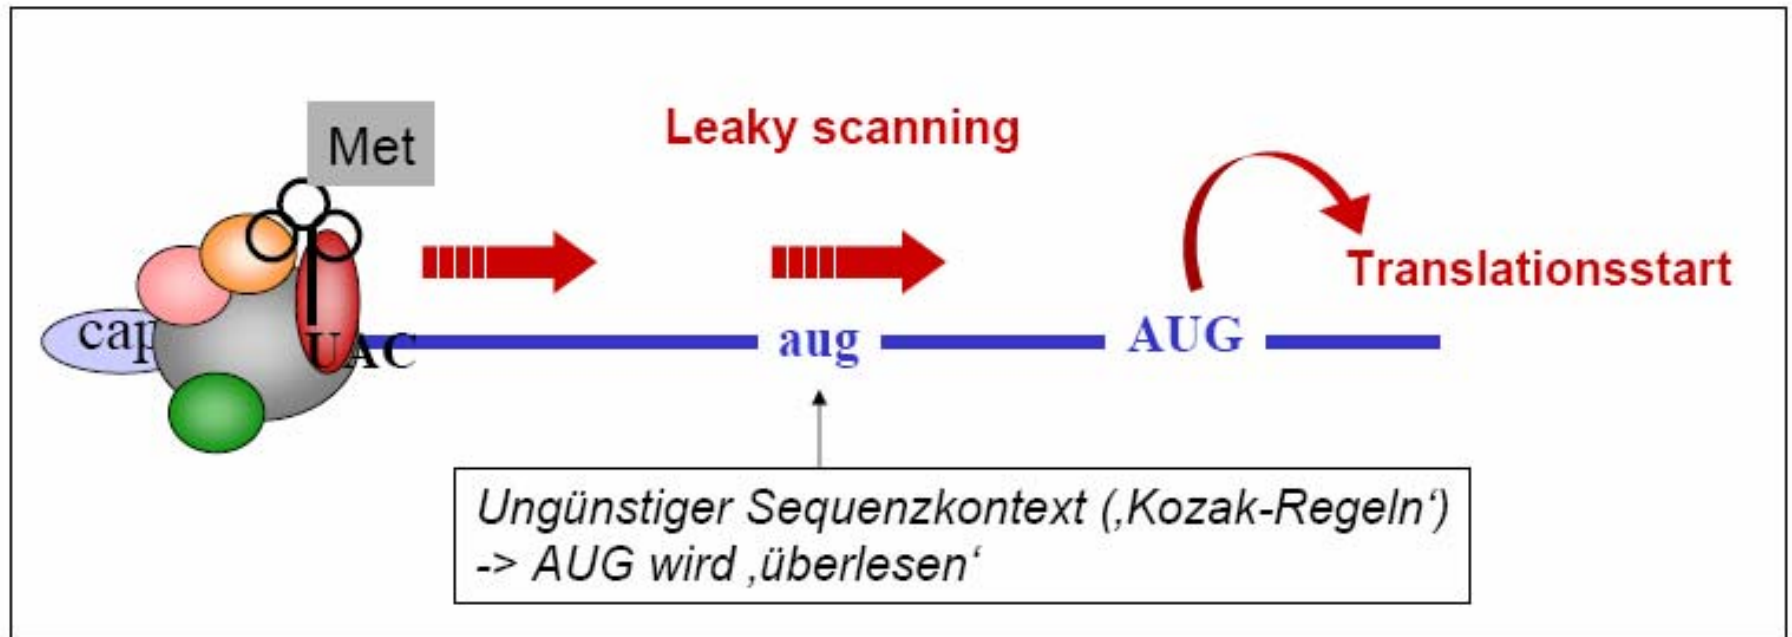 Met
Leaky scanning
Translationsstart
cap
UAC
aug
AUG
Ungünstiger Sequenzkontext (‚Kozak-Regeln‘)
-> AUG wird ‚überlesen‘